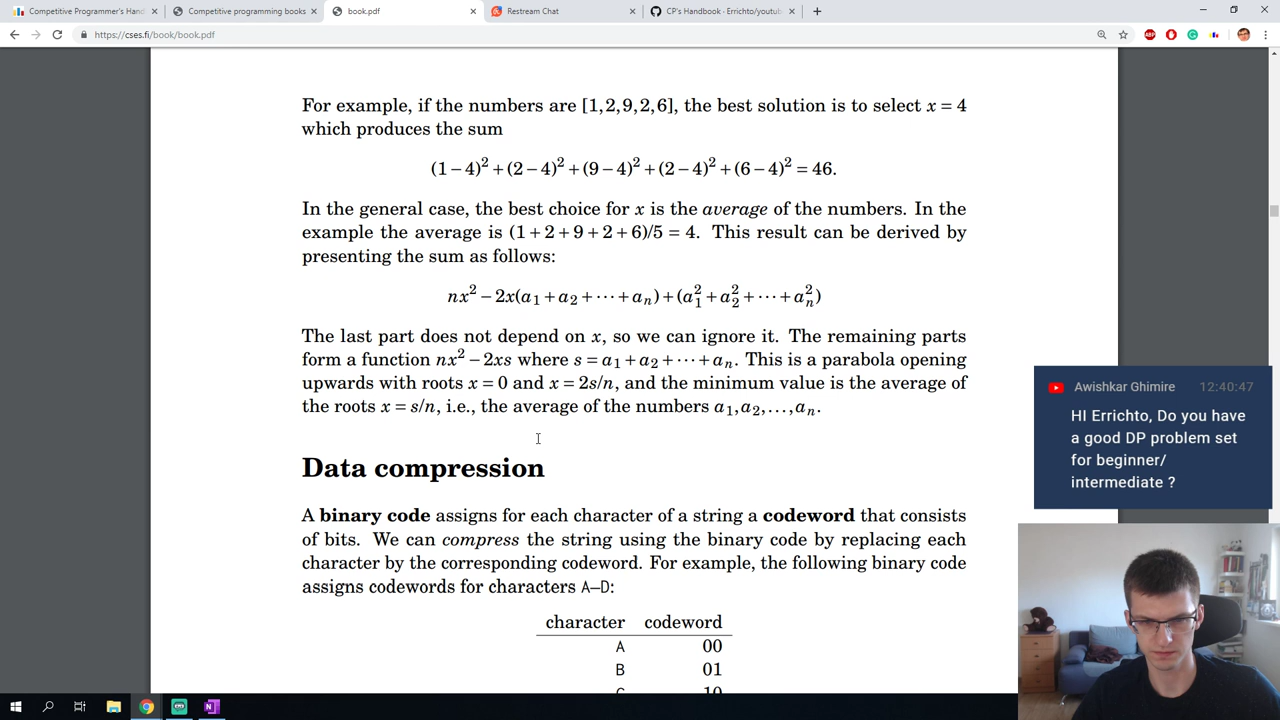 Competitive Programmer's Hand
Competitive programming books
book.pdf
Restream Chat
CP's Handbook - Errichto/youtub
https://cses.fi/book/book.pdf
For example, if the numbers are [1,2,9,2,6], the best solution is to select x = 4
which produces the sum
(1−4)² + (2−4)² + (9−4)² + (2−4)² + (6−4)² = 46.
In the general case, the best choice for x is the average of the numbers. In the
example the average is (1+2+9+2+6)/5 = 4. This result can be derived by
presenting the sum as follows:
nx² − 2x(a₁ + a₂ + ··· + aₙ) + (a₁² + a₂² + ··· + aₙ²)
The last part does not depend on x, so we can ignore it. The remaining parts
form a function nx² − 2xs where s = a₁ + a₂ + ··· + aₙ. This is a parabola opening
upwards with roots x = 0 and x = 2s/n, and the minimum value is the average of
the roots x = s/n, i.e., the average of the numbers a₁,a₂,...,aₙ.
Data compression
A binary code assigns for each character of a string a codeword that consists
of bits. We can compress the string using the binary code by replacing each
character by the corresponding codeword. For example, the following binary code
assigns codewords for characters A–D:
character codeword
A 00
B 01
C 10
Awishkar Ghimire 12:40:47
HI Errichto, Do you have
a good DP problem set
for beginner/
intermediate ?